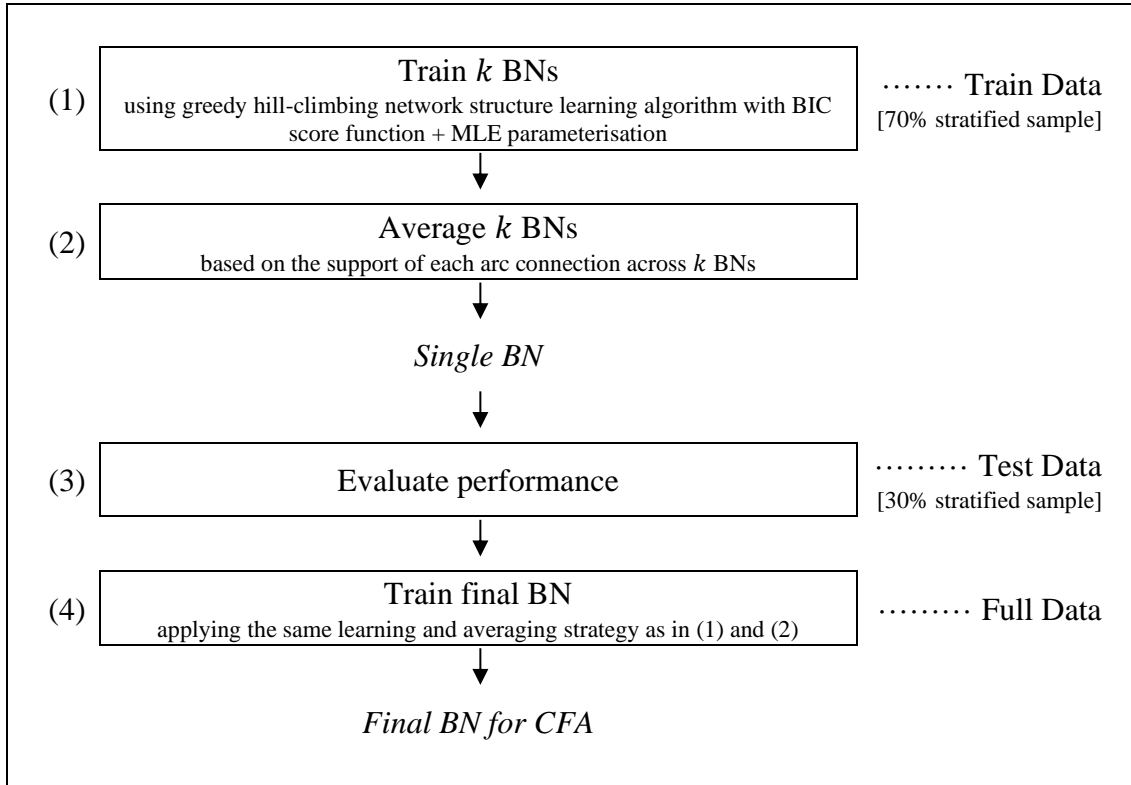 Train k BNs
(1)
using greedy hill-climbing network structure learning algorithm with BIC
score function + MLE parameterisation
······· Train Data
[70% stratified sample]
(2)
Average k BNs
based on the support of each arc connection across k BNs
Single BN
(3)
Evaluate performance
········· Test Data
[30% stratified sample]
(4)
Train final BN
applying the same learning and averaging strategy as in (1) and (2)
········· Full Data
Final BN for CFA